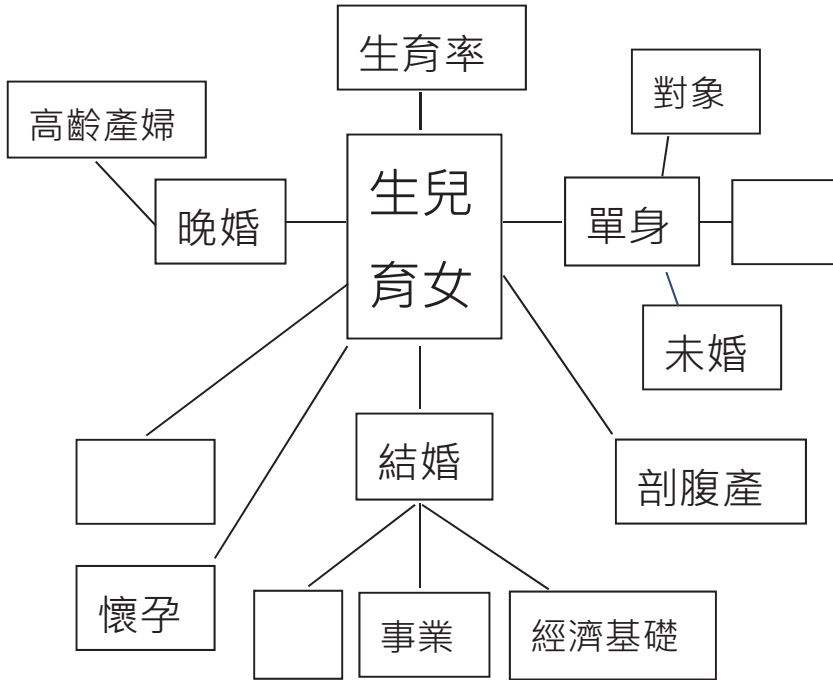 生育率
對象
高齡產婦
生兒
育女
晚婚
單身
未婚
結婚
剖腹產
懷孕
事業
經濟基礎